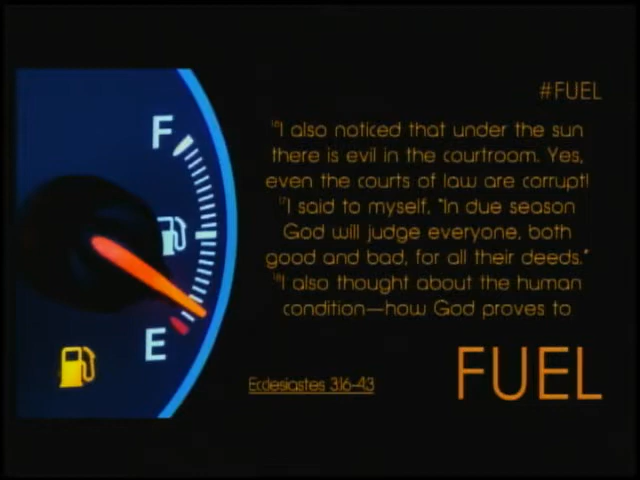 #FUEL
F
E
¹⁶I also noticed that under the sun
there is evil in the courtroom. Yes,
even the courts of law are corrupt!
¹⁷I said to myself, "In due season
God will judge everyone, both
good and bad, for all their deeds."
¹⁸I also thought about the human
condition—how God proves to
Ecclesiastes 3:16-4:3
FUEL